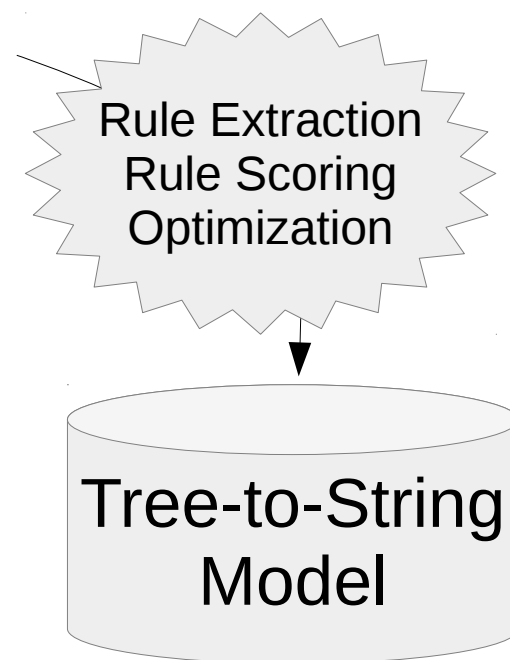 Rule Extraction
Rule Scoring
Optimization
Tree-to-String
Model